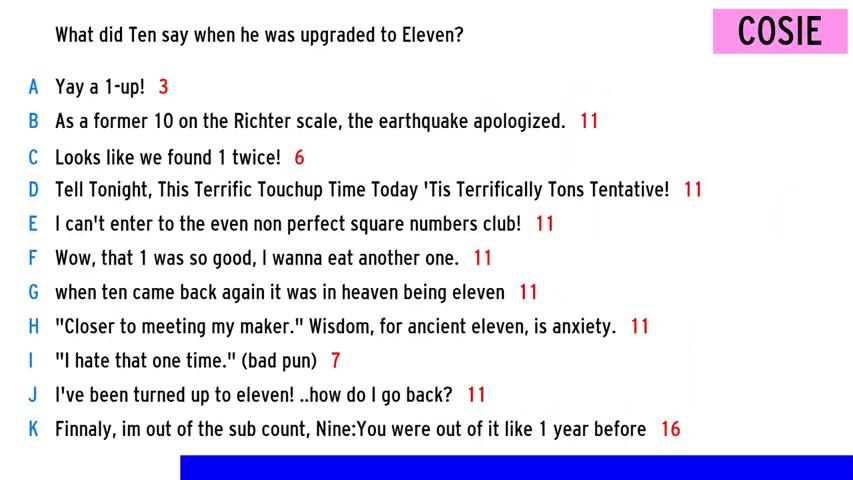 What did Ten say when he was upgraded to Eleven?
COSIE
A Yay a 1-up! 3
B As a former 10 on the Richter scale, the earthquake apologized. 11
C Looks like we found 1 twice! 6
D Tell Tonight, This Terrific Touchup Time Today 'Tis Terrifically Tons Tentative! 11
E I can't enter to the even non perfect square numbers club! 11
F Wow, that 1 was so good, I wanna eat another one. 11
G when ten came back again it was in heaven being eleven 11
H "Closer to meeting my maker." Wisdom, for ancient eleven, is anxiety. 11
I "I hate that one time." (bad pun) 7
J I've been turned up to eleven! ..how do I go back? 11
K Finnaly, im out of the sub count, Nine:You were out of it like 1 year before 16